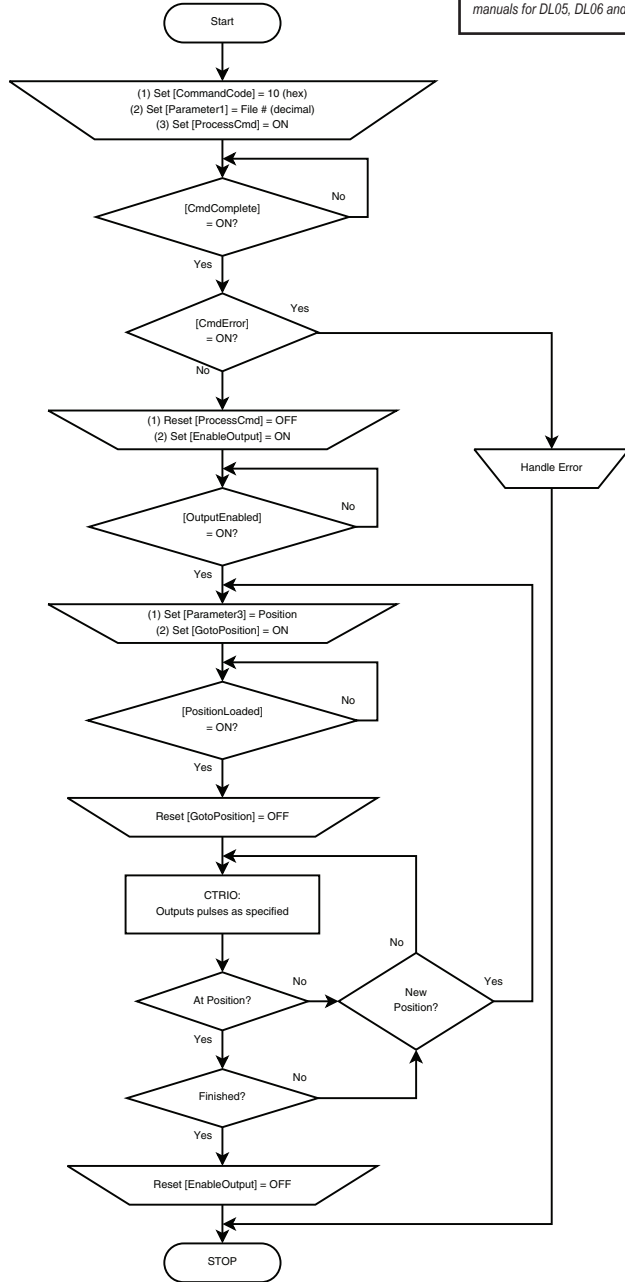 manuals for DL05, DL06 and
Start
(1) Set [CommandCode] = 10 (hex)
(2) Set [Parameter1] = File # (decimal)
(3) Set [ProcessCmd] = ON
No
[CmdComplete]
= ON?
Yes
Yes
[CmdError]
= ON?
No
(1) Reset [ProcessCmd] = OFF
(2) Set [EnableOutput] = ON
Handle Error
No
[OutputEnabled]
= ON?
Yes
(1) Set [Parameter3] = Position
(2) Set [GotoPosition] = ON
No
[PositionLoaded]
= ON?
Yes
Reset [GotoPosition] = OFF
CTRIO:
Outputs pulses as specified
No
No
Yes
At Position?
New
Position?
Yes
No
Finished?
Yes
Reset [EnableOutput] = OFF
STOP